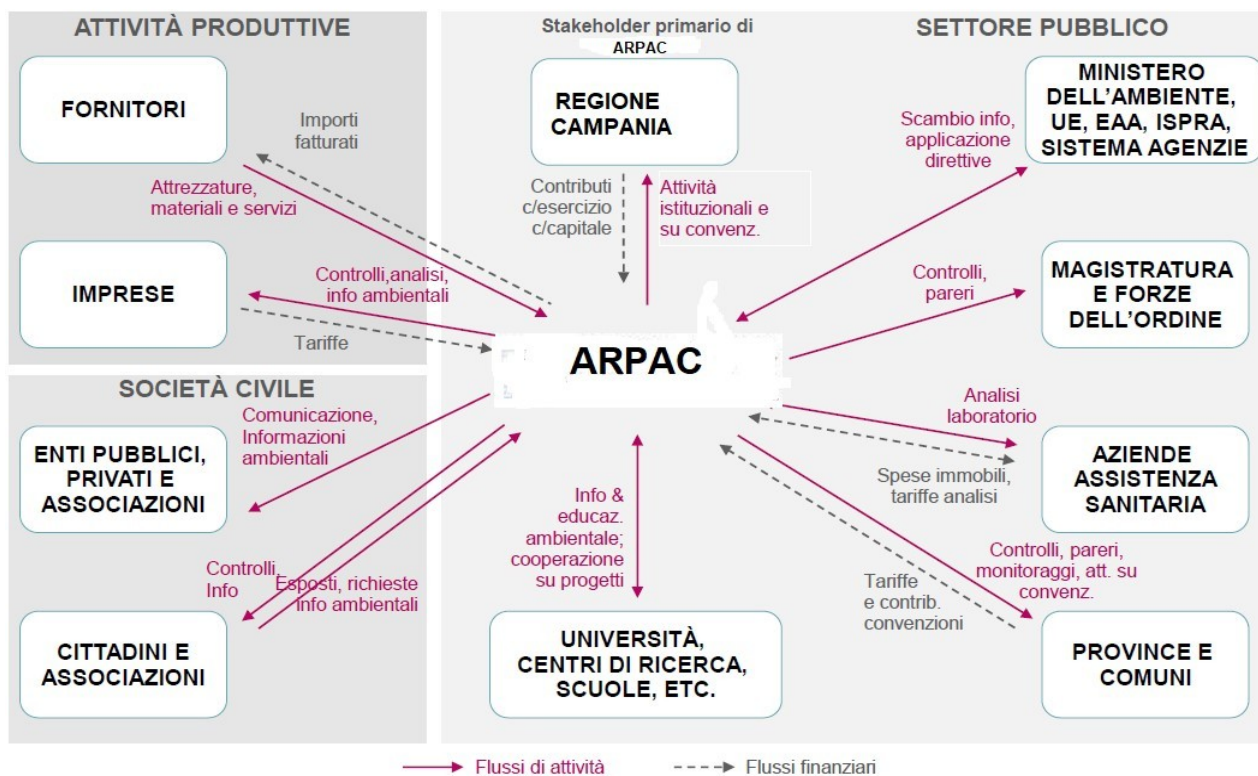 ATTIVITÀ PRODUTTIVE
FORNITORI
Importi
fatturati
Attrezzature,
materiali e servizi
IMPRESE
Controlli,analisi,
info ambientali
Tariffe
SOCIETÀ CIVILE
Comunicazione,
Informazioni
ambientali
ENTI PUBBLICI,
PRIVATI E
ASSOCIAZIONI
Controlli,
Info
Esposti, richieste
Info ambientali
CITTADINI E
ASSOCIAZIONI
Stakeholder primario di
ARPAC
REGIONE
CAMPANIA
Contributi
c/esercizio
c/capitale
Attività
istituzionali e
su convenz.
ARPAC
Info &
educaz.
ambientale;
cooperazione
su progetti
UNIVERSITÀ,
CENTRI DI RICERCA,
SCUOLE, ETC.
SETTORE PUBBLICO
MINISTERO
DELL'AMBIENTE,
UE, EAA, ISPRA,
SISTEMA AGENZIE
Scambio info,
applicazione
direttive
Controlli,
pareri
MAGISTRATURA
E FORZE
DELL'ORDINE
Analisi
laboratorio
Spese immobili,
tariffe analisi
AZIENDE
ASSISTENZA
SANITARIA
Controlli, pareri,
monitoraggi, att. su
convenz.
Tariffe
e contrib.
convenzioni
PROVINCE E
COMUNI
Flussi di attività
Flussi finanziari